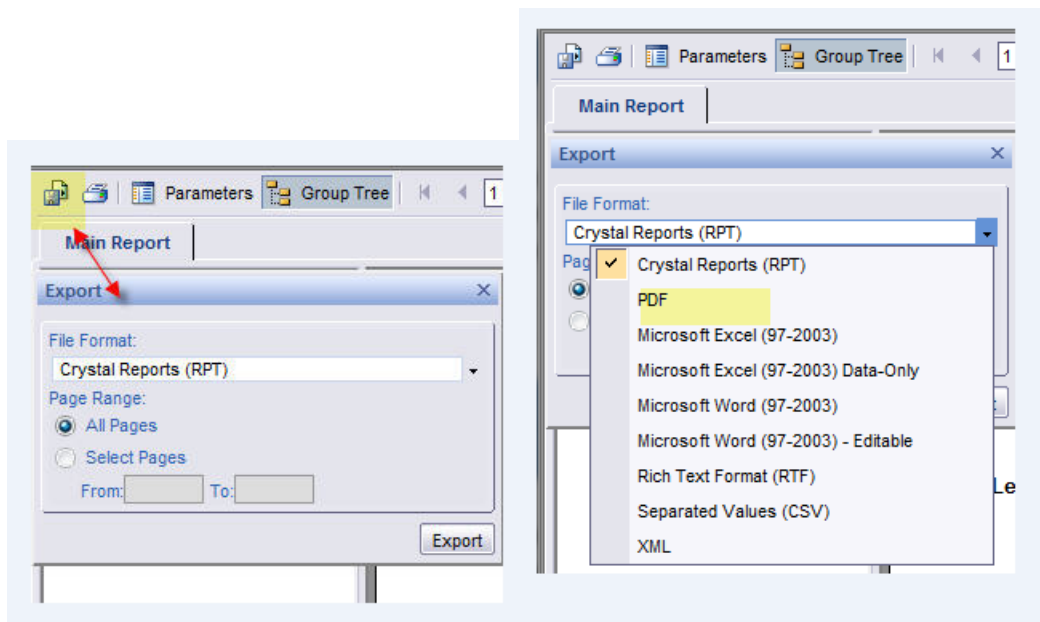 Parameters Group Tree 1
Main Report
Export
File Format:
Crystal Reports (RPT)
Page Range:
All Pages
Select Pages
From: To:
Export
Parameters Group Tree 1
Main Report
Export
File Format:
Crystal Reports (RPT)
Pag
Crystal Reports (RPT)
PDF
Microsoft Excel (97-2003)
Microsoft Excel (97-2003) Data-Only
Microsoft Word (97-2003)
Microsoft Word (97-2003) - Editable
Rich Text Format (RTF)
Separated Values (CSV)
XML
Le